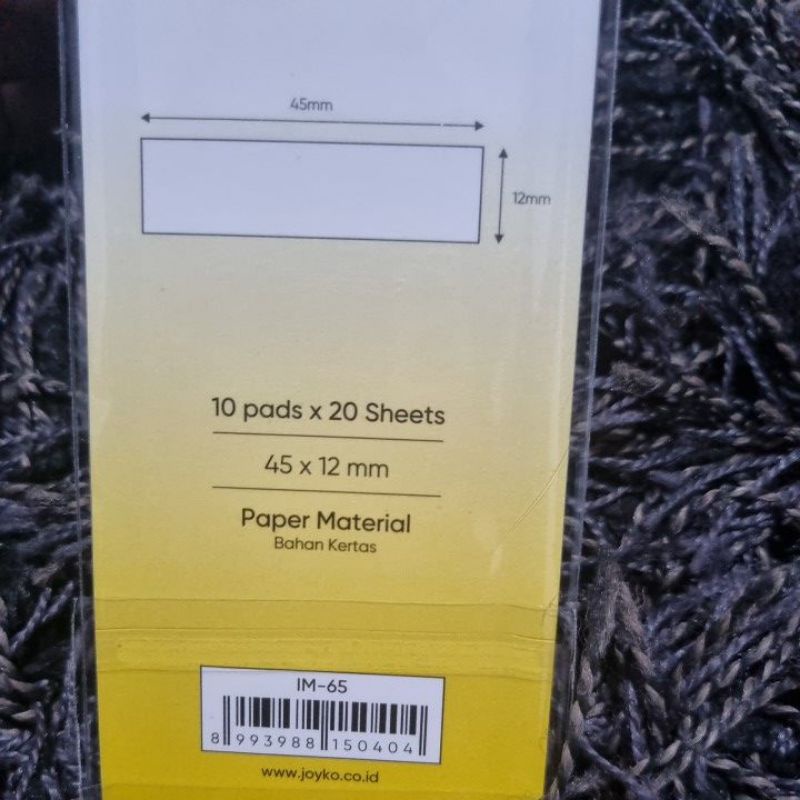 45mm
12mm
10 pads x 20 Sheets
45 x 12 mm
Paper Material
Bahan Kertas
IM-65
8 993988 150404
www.joyko.co.id